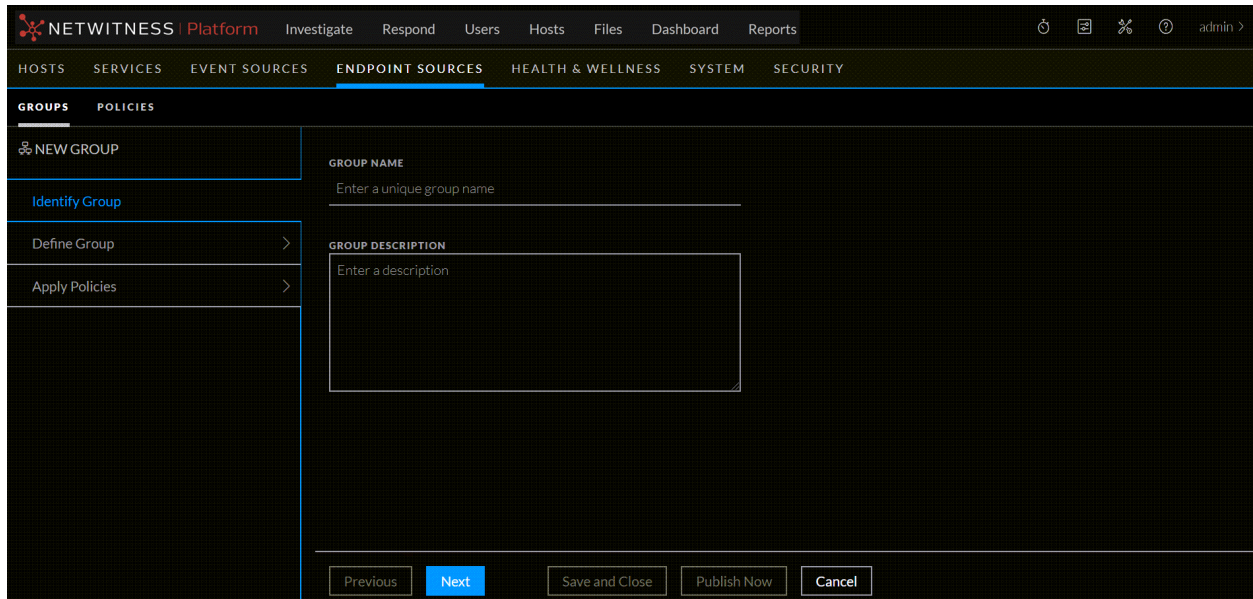 NETWITNESS | Platform Investigate Respond Users Hosts Files Dashboard Reports admin >
HOSTS SERVICES EVENT SOURCES ENDPOINT SOURCES HEALTH & WELLNESS SYSTEM SECURITY
GROUPS POLICIES
NEW GROUP
Identify Group
Define Group
Apply Policies
GROUP NAME
Enter a unique group name
GROUP DESCRIPTION
Enter a description
Previous Next Save and Close Publish Now Cancel